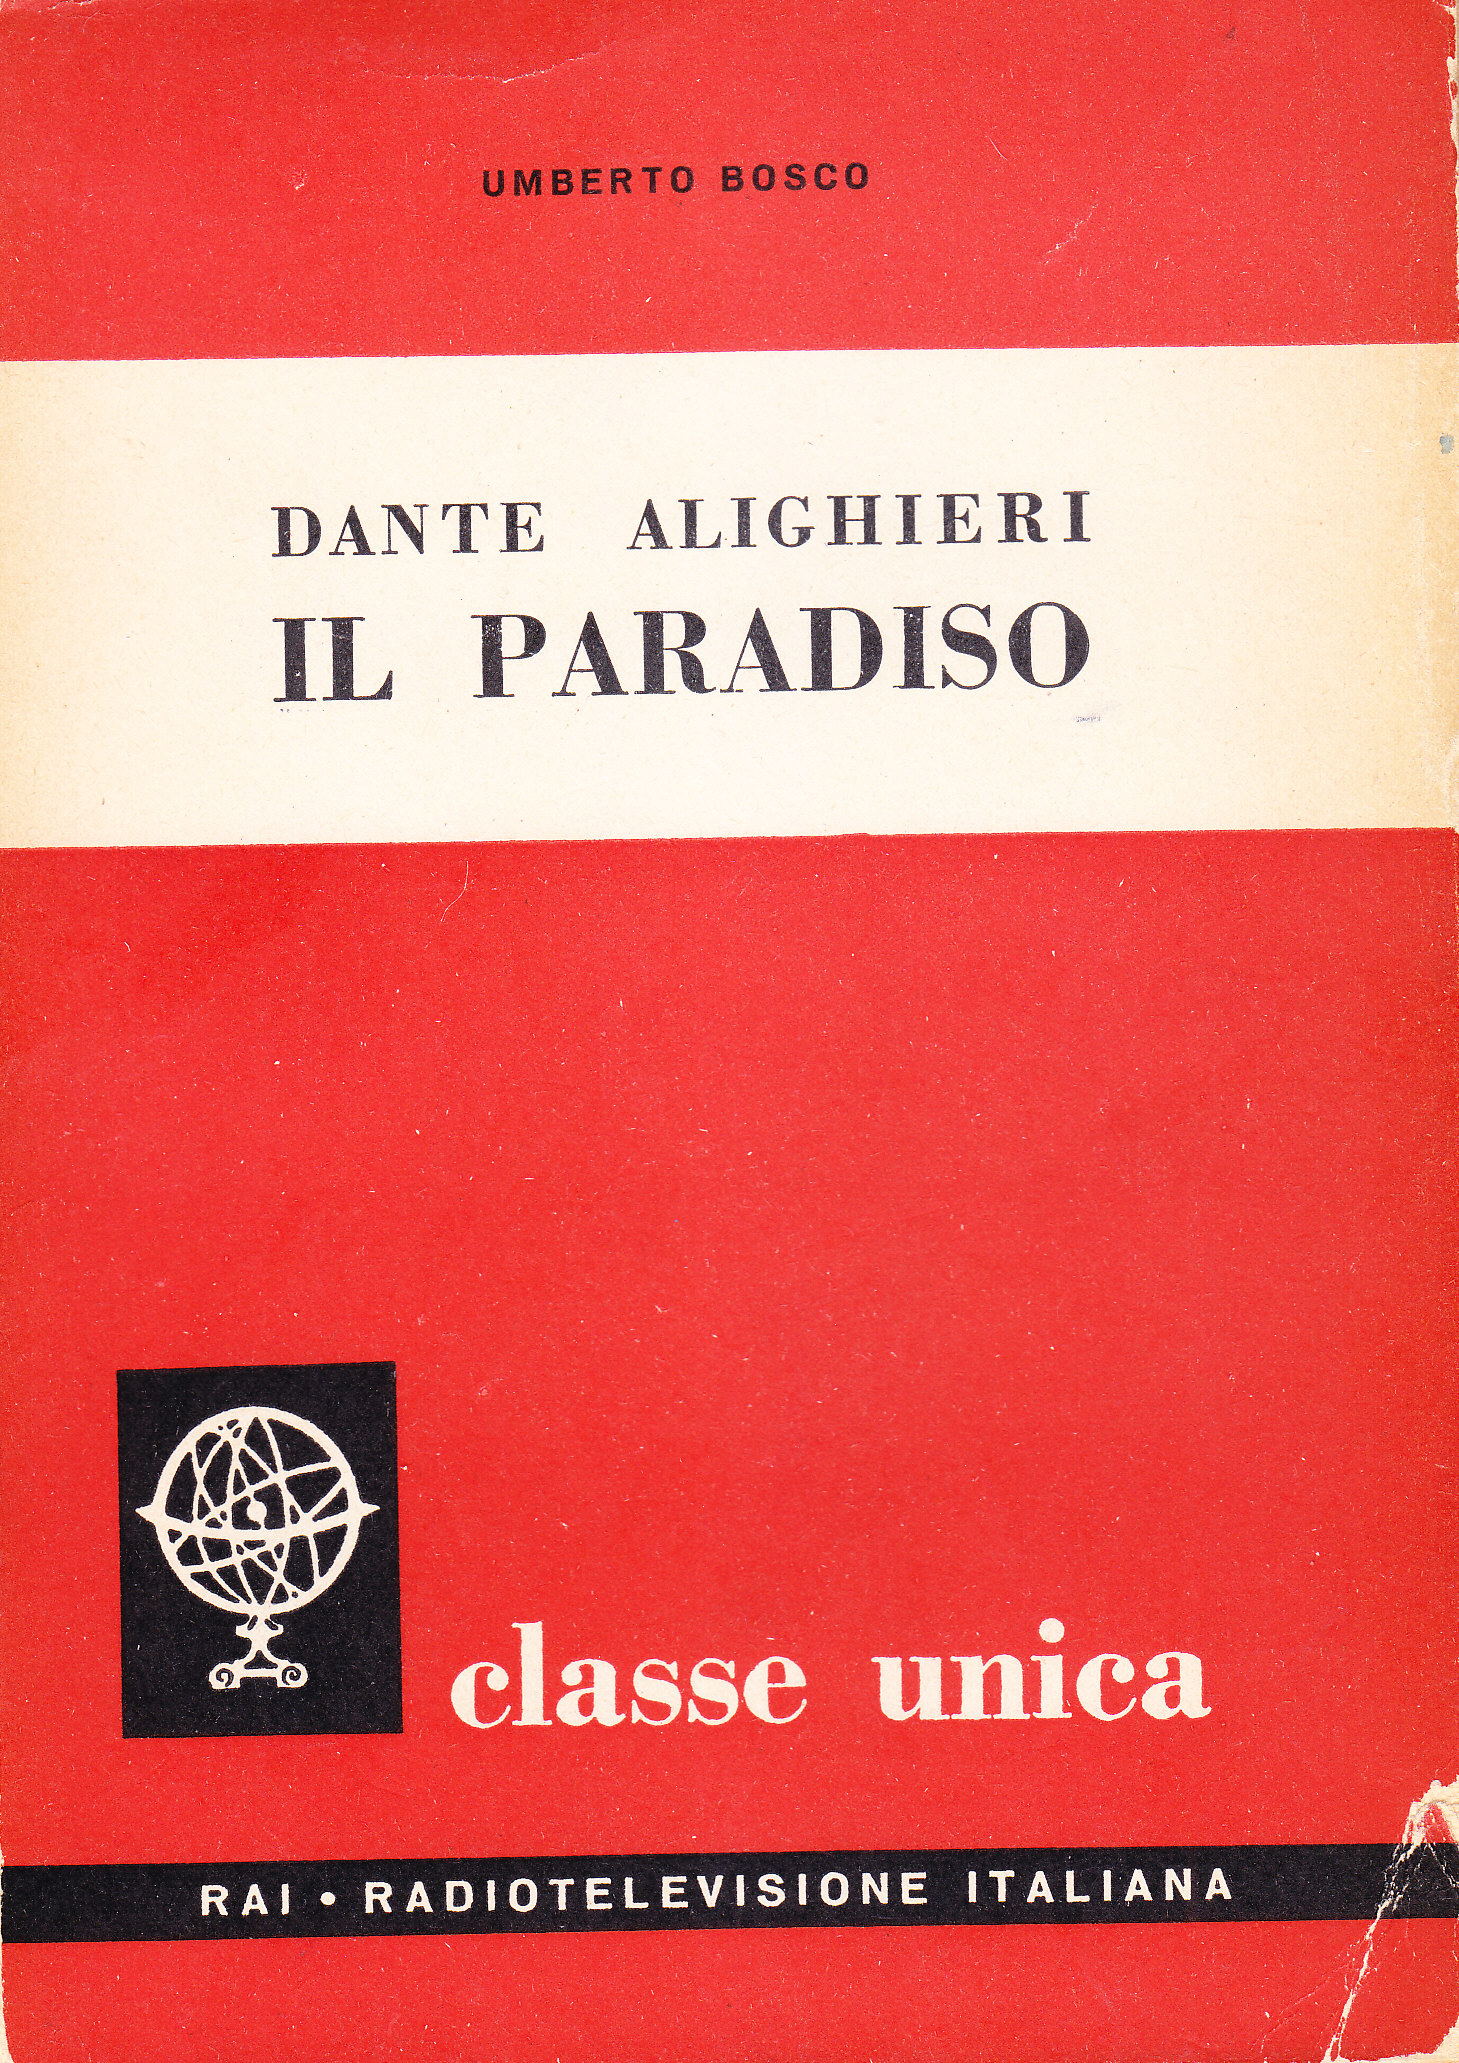 UMBERTO BOSCO
DANTE ALIGHIERI
IL PARADISO
classe unica
RAI • RADIOTELEVISIONE ITALIANA